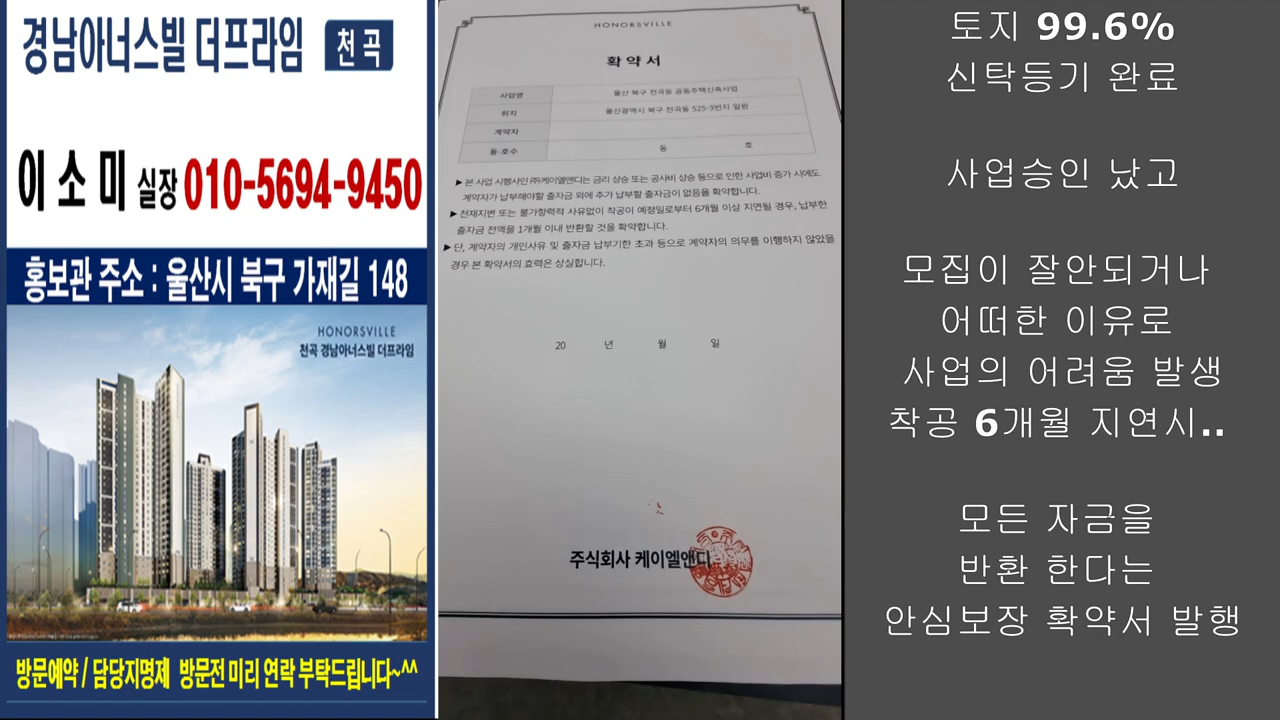 경남아너스빌 더프라임 천곡
이소미 실장 010-5694-9450
홍보관 주소 : 울산시 북구 가재길 148
HONORSVILLE
천곡 경남아너스빌 더프라임
방문예약 / 담당지명제 방문전 미리 연락 부탁드립니다~^^
HONORSVILLE
확약서
사업명 울산 북구 천곡동 공동주택신축사업
위치 울산광역시 북구 천곡동 525-3번지 일원
계약자
동·호수 동 호
▶ 본 사업 시행사인 ㈜케이엘앤디는 금리 상승 또는 공사비 상승 등으로 인한 사업비 증가 시에도
계약자가 납부해야할 출자금 외에 추가 납부할 출자금이 없음을 확약합니다.
▶ 천재지변 또는 불가항력적 사유없이 착공이 예정일로부터 6개월 이상 지연될 경우, 납부한
출자금 전액을 1개월 이내 반환할 것을 확약합니다.
▶ 단, 계약자의 개인사유 및 출자금 납부기한 초과 등으로 계약자의 의무를 이행하지 않았을
경우 본 확약서의 효력은 상실합니다.
20 년 월 일
주식회사 케이엘앤디
토지 99.6%
신탁등기 완료
사업승인 났고
모집이 잘안되거나
어떠한 이유로
사업의 어려움 발생
착공 6개월 지연시..
모든 자금을
반환 한다는
안심보장 확약서 발행